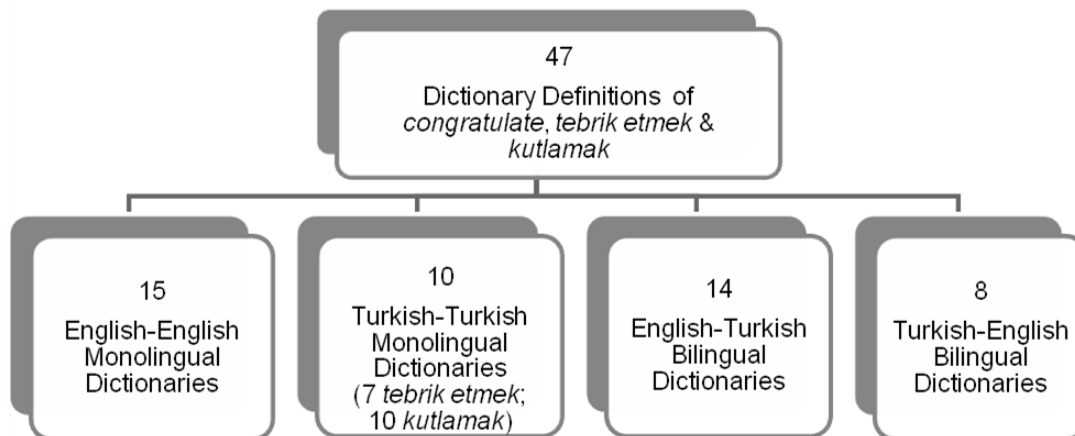 47
Dictionary Definitions of
congratulate, tebrik etmek &
kutlamak
15
English-English
Monolingual
Dictionaries
10
Turkish-Turkish
Monolingual
Dictionaries
(7 tebrik etmek;
10 kutlamak)
14
English-Turkish
Bilingual
Dictionaries
8
Turkish-English
Bilingual
Dictionaries